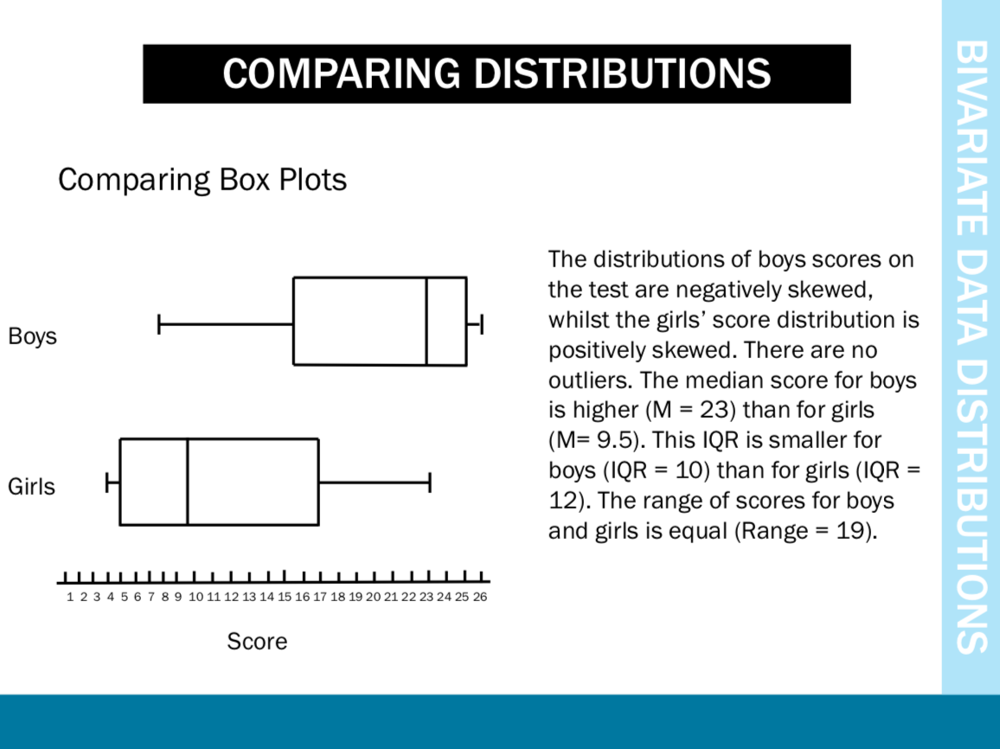 COMPARING DISTRIBUTIONS
Comparing Box Plots
The distributions of boys scores on
the test are negatively skewed,
whilst the girls’ score distribution is
positively skewed. There are no
outliers. The median score for boys
is higher (M = 23) than for girls
(M= 9.5). This IQR is smaller for
boys (IQR = 10) than for girls (IQR =
12). The range of scores for boys
and girls is equal (Range = 19).
Boys
Girls
1 2 3 4 5 6 7 8 9 10 11 12 13 14 15 16 17 18 19 20 21 22 23 24 25 26
Score
BIVARIATE DATA DISTRIBUTIONS